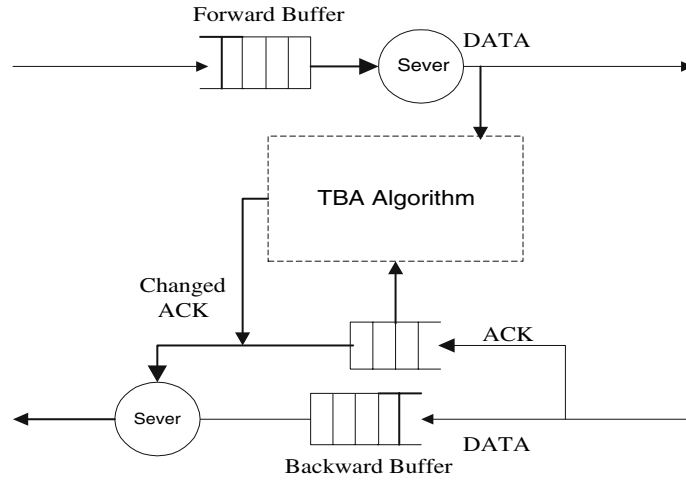 Forward Buffer
DATA
Sever
TBA Algorithm
Changed
ACK
ACK
Sever
DATA
Backward Buffer